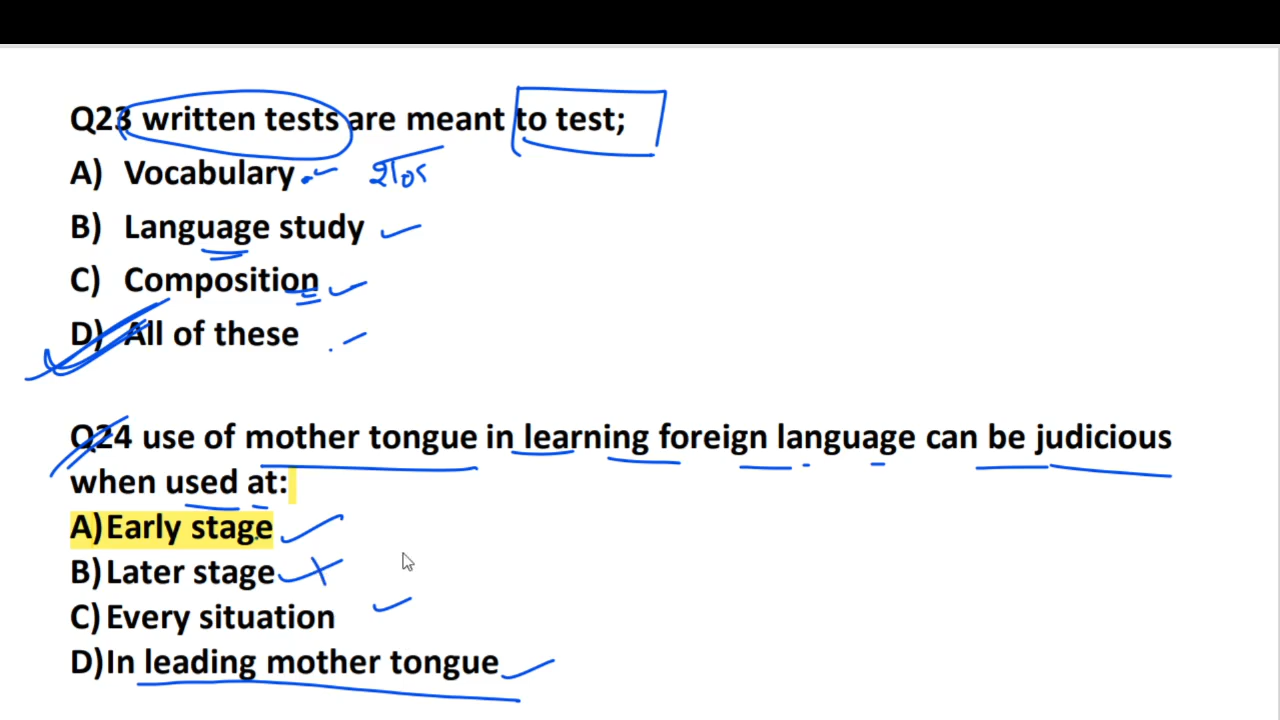 Q23 written tests are meant to test;
A) Vocabulary
B) Language study
C) Composition
D) All of these
Q24 use of mother tongue in learning foreign language can be judicious
when used at:
A)Early stage
B)Later stage
C)Every situation
D)In leading mother tongue